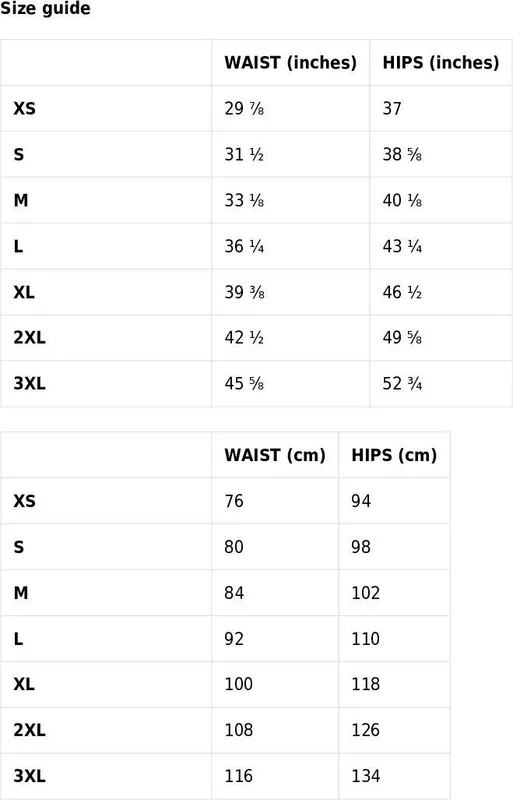 Size guide
WAIST (inches) HIPS (inches)
XS 29 ⅞ 37
S 31 ½ 38 ⅝
M 33 ⅛ 40 ⅛
L 36 ¼ 43 ¼
XL 39 ⅜ 46 ½
2XL 42 ½ 49 ⅝
3XL 45 ⅝ 52 ¾
WAIST (cm) HIPS (cm)
XS 76 94
S 80 98
M 84 102
L 92 110
XL 100 118
2XL 108 126
3XL 116 134